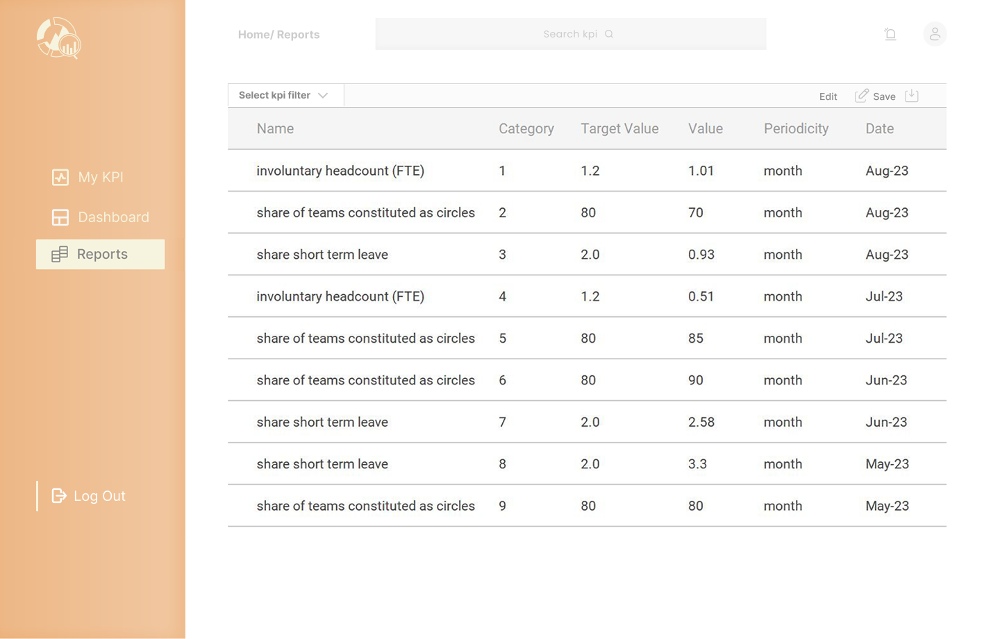 Home/ Reports
Search kpi
My KPI
Dashboard
Reports
Log Out
Select kpi filter
Edit Save
Name Category Target Value Value Periodicity Date
involuntary headcount (FTE) 1 1.2 1.01 month Aug-23
share of teams constituted as circles 2 80 70 month Aug-23
share short term leave 3 2.0 0.93 month Aug-23
involuntary headcount (FTE) 4 1.2 0.51 month Jul-23
share of teams constituted as circles 5 80 85 month Jul-23
share of teams constituted as circles 6 80 90 month Jun-23
share short term leave 7 2.0 2.58 month Jun-23
share short term leave 8 2.0 3.3 month May-23
share of teams constituted as circles 9 80 80 month May-23